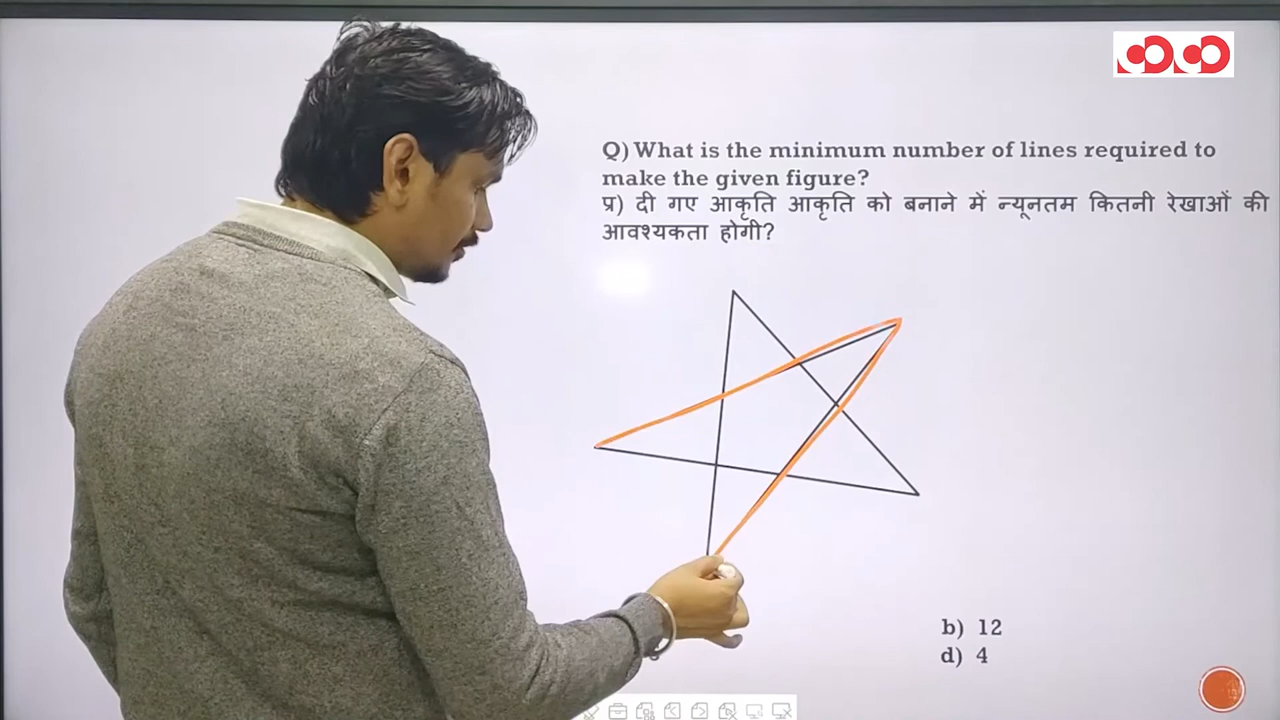 Q) What is the minimum number of lines required to
make the given figure?
प्र) दी गए आकृति आकृति को बनाने में न्यूनतम कितनी रेखाओं की
आवश्यकता होगी?
b) 12
d) 4